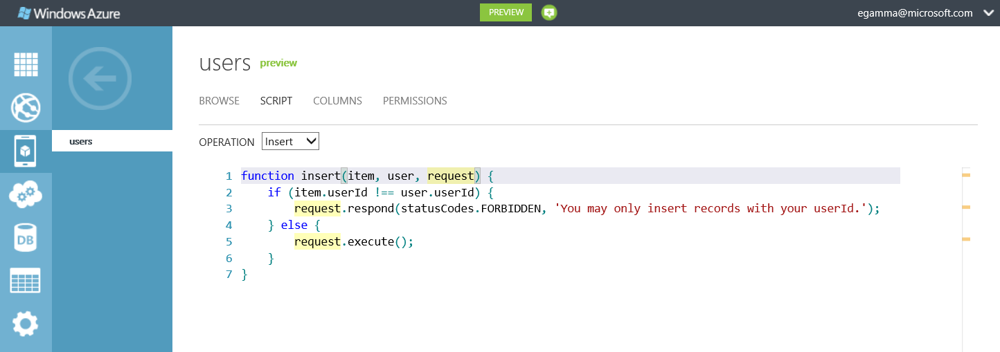 Windows Azure
PREVIEW
egamma@microsoft.com
users preview
BROWSE SCRIPT COLUMNS PERMISSIONS
users
OPERATION Insert
1 function insert(item, user, request) {
2     if (item.userId !== user.userId) {
3         request.respond(statusCodes.FORBIDDEN, 'You may only insert records with your userId.');
4     } else {
5         request.execute();
6     }
7 }
DB